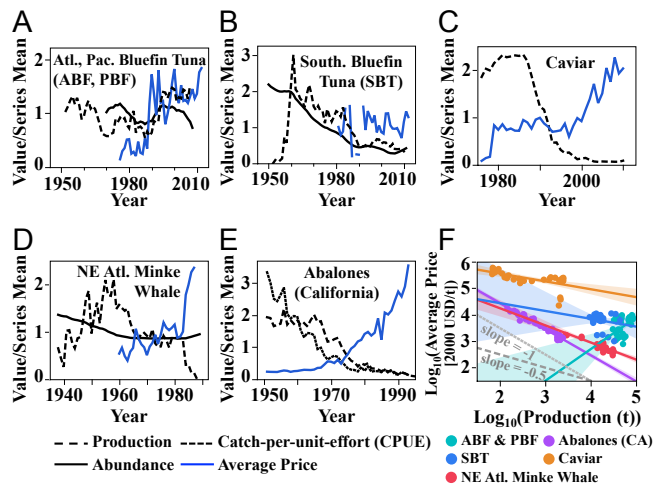 A
Atl., Pac. Bluefin Tuna
(ABF, PBF)
Value/Series Mean
2
1
0
1950
1980
2010
Year
B
South. Bluefin
Tuna (SBT)
Value/Series Mean
3
2
1
0
1950
1980
2010
Year
C
Caviar
Value/Series Mean
2
1
0
1980
2000
Year
D
NE Atl. Minke
Whale
Value/Series Mean
2
1
0
1940
1960
1980
Year
E
Abalones
(California)
Value/Series Mean
3
2
1
0
1950
1970
1990
Year
F
Log10(Average Price
[2000 USD/t])
6
5
4
3
2
slope = -1
slope = -0.5
2
3
4
5
Log10(Production (t))
Production
Catch-per-unit-effort (CPUE)
Abundance
Average Price
ABF & PBF
Abalones (CA)
SBT
Caviar
NE Atl. Minke Whale